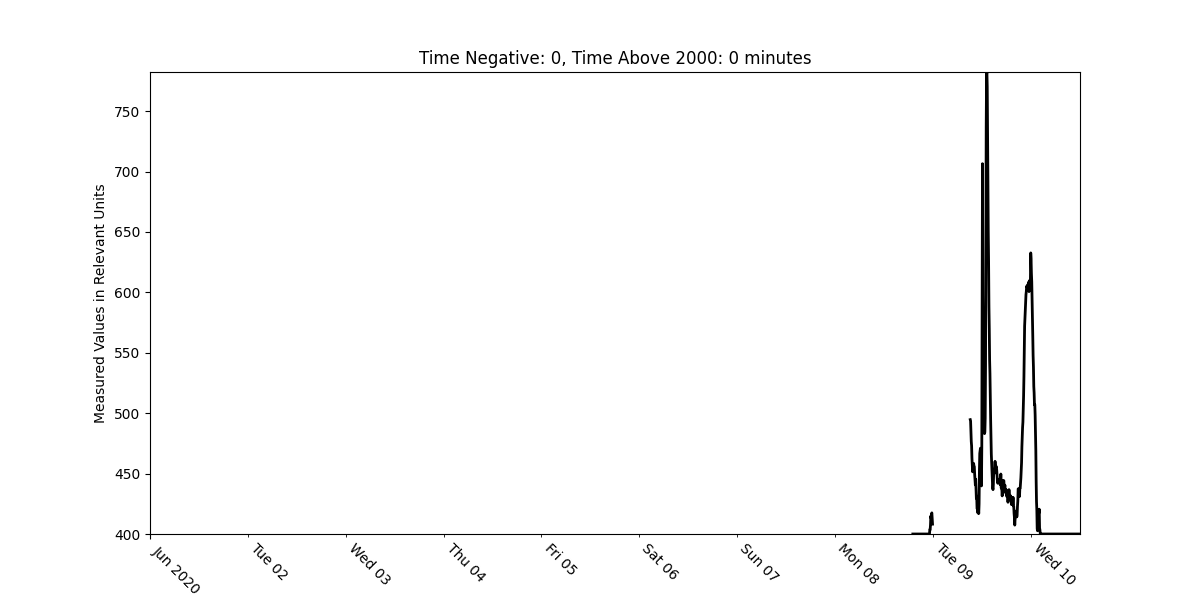 Time Negative: 0, Time Above 2000: 0 minutes
Measured Values in Relevant Units
750
700
650
600
550
500
450
400
Jun 2020
Tue 02
Wed 03
Thu 04
Fri 05
Sat 06
Sun 07
Mon 08
Tue 09
Wed 10